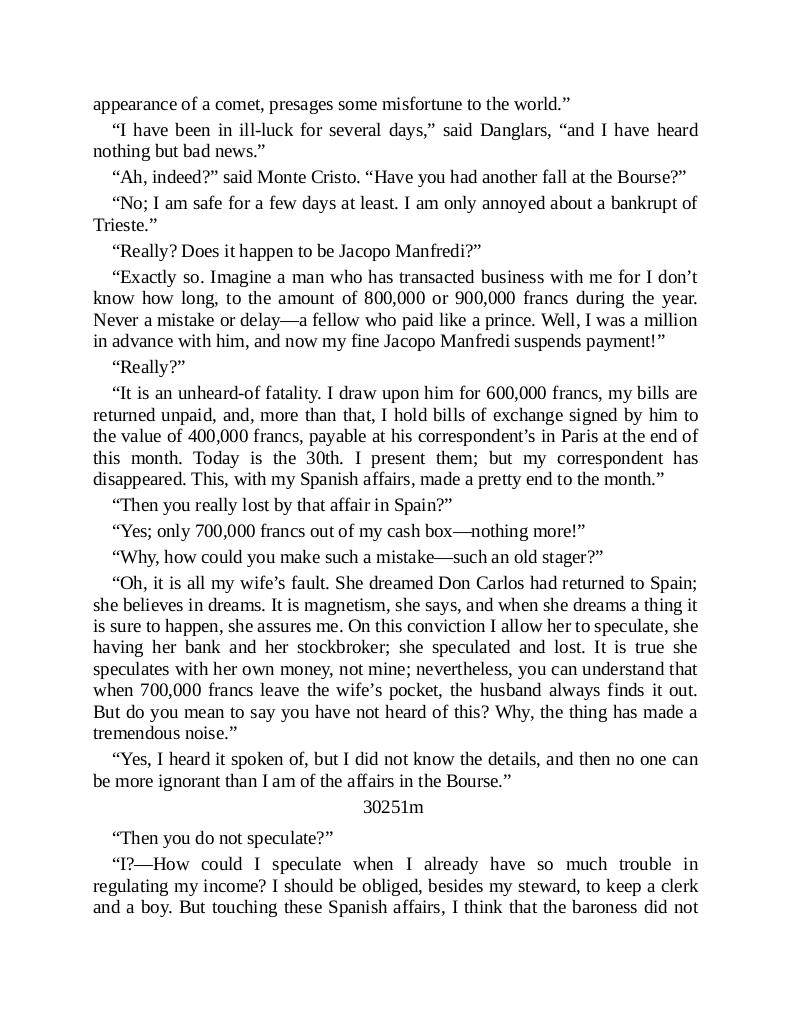 appearance of a comet, presages some misfortune to the world.”
“I have been in ill-luck for several days,” said Danglars, “and I have heard
nothing but bad news.”
“Ah, indeed?” said Monte Cristo. “Have you had another fall at the Bourse?”
“No; I am safe for a few days at least. I am only annoyed about a bankrupt of
Trieste.”
“Really? Does it happen to be Jacopo Manfredi?”
“Exactly so. Imagine a man who has transacted business with me for I don’t
know how long, to the amount of 800,000 or 900,000 francs during the year.
Never a mistake or delay—a fellow who paid like a prince. Well, I was a million
in advance with him, and now my fine Jacopo Manfredi suspends payment!”
“Really?”
“It is an unheard-of fatality. I draw upon him for 600,000 francs, my bills are
returned unpaid, and, more than that, I hold bills of exchange signed by him to
the value of 400,000 francs, payable at his correspondent’s in Paris at the end of
this month. Today is the 30th. I present them; but my correspondent has
disappeared. This, with my Spanish affairs, made a pretty end to the month.”
“Then you really lost by that affair in Spain?”
“Yes; only 700,000 francs out of my cash box—nothing more!”
“Why, how could you make such a mistake—such an old stager?”
“Oh, it is all my wife’s fault. She dreamed Don Carlos had returned to Spain;
she believes in dreams. It is magnetism, she says, and when she dreams a thing it
is sure to happen, she assures me. On this conviction I allow her to speculate, she
having her bank and her stockbroker; she speculated and lost. It is true she
speculates with her own money, not mine; nevertheless, you can understand that
when 700,000 francs leave the wife’s pocket, the husband always finds it out.
But do you mean to say you have not heard of this? Why, the thing has made a
tremendous noise.”
“Yes, I heard it spoken of, but I did not know the details, and then no one can
be more ignorant than I am of the affairs in the Bourse.”
30251m
“Then you do not speculate?”
“I?—How could I speculate when I already have so much trouble in
regulating my income? I should be obliged, besides my steward, to keep a clerk
and a boy. But touching these Spanish affairs, I think that the baroness did not